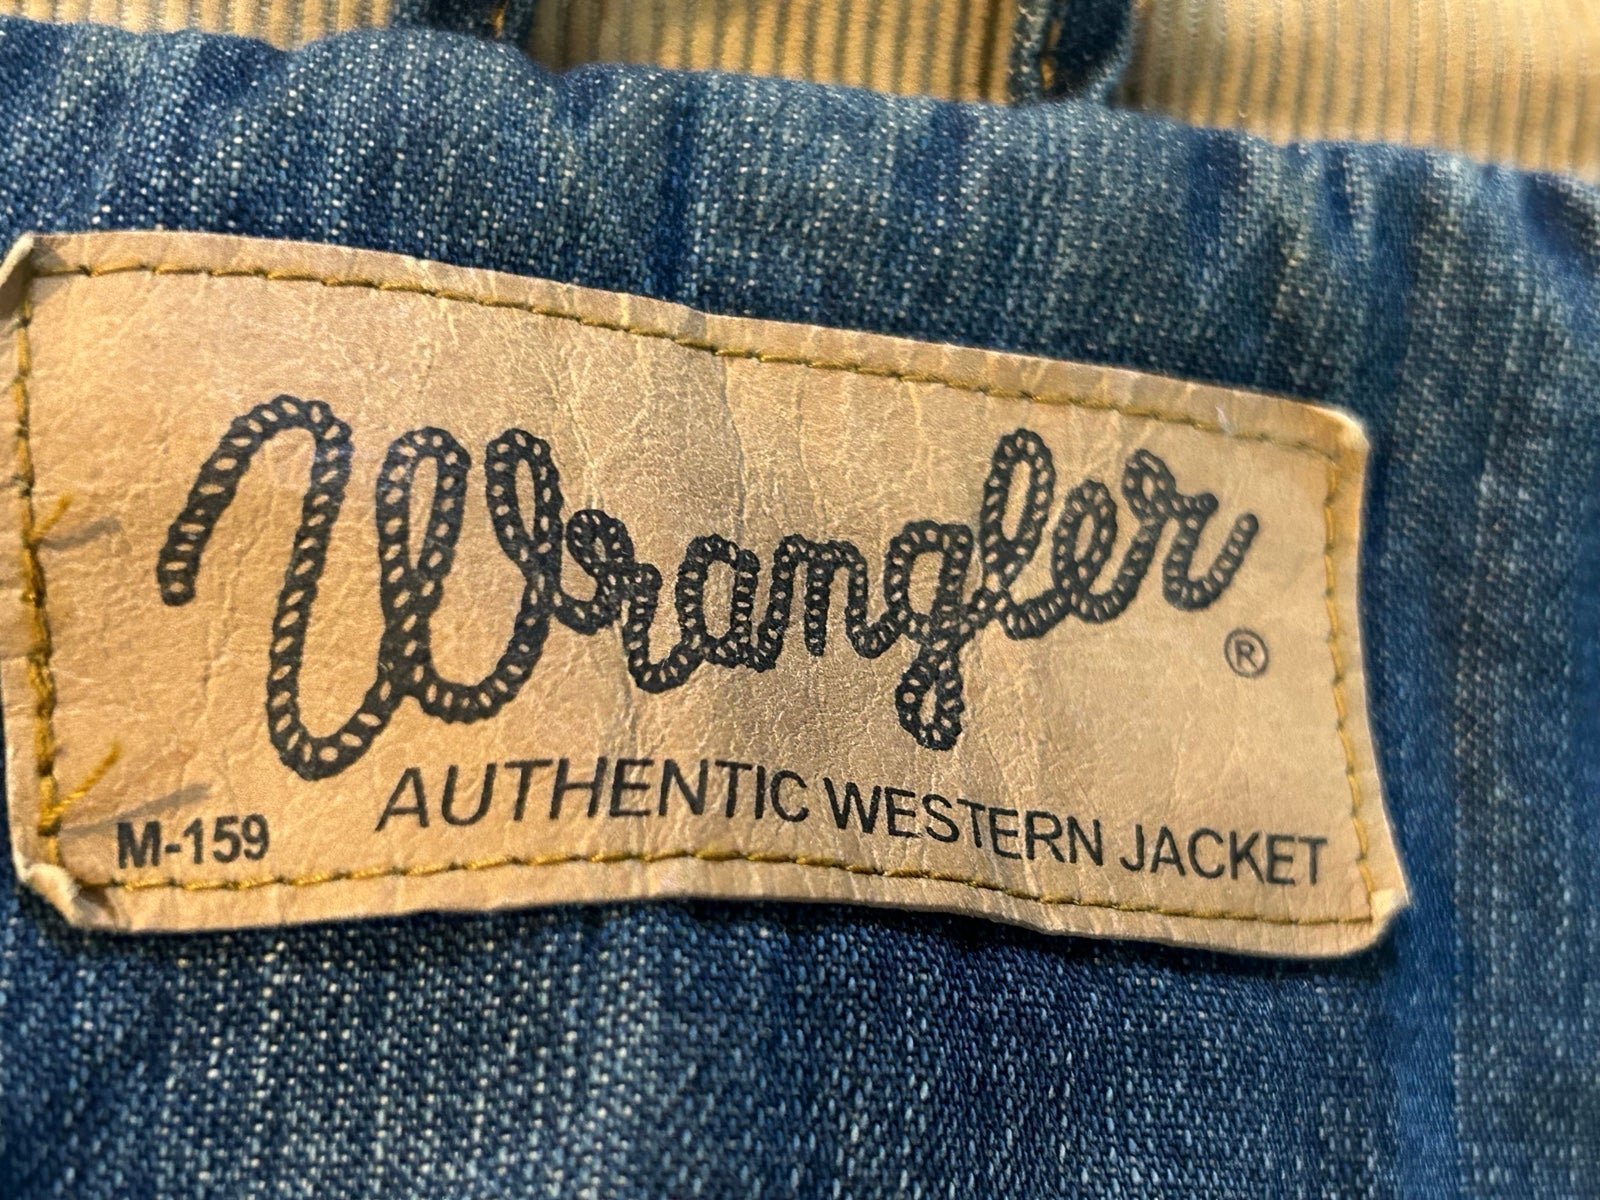 Wrangler
®
M-159 AUTHENTIC WESTERN JACKET